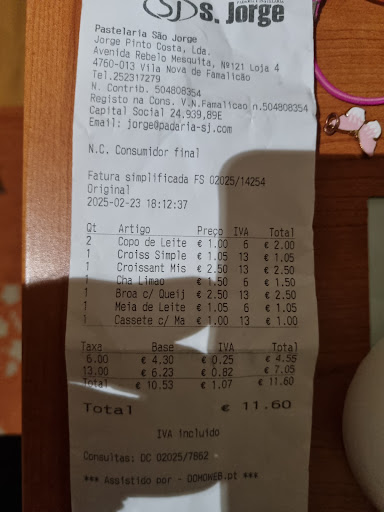 S. Jorge
Pastelaria São Jorge
Jorge Pinto Costa, Lda.
Avenida Rebelo Mesquita, Nº121 Loja 4
4760-013 Vila Nova de Famalicão
Tel.252317279
N. Contrib. 504808354
Registo na Cons. V.N.Famalicao n.504808354
Capital Social 24,939,89E
Email: jorge@padaria-sj.com
N.C. Consumidor final
Fatura simplificada FS 02025/14254
Original
2025-02-23 18:12:37
Qt Artigo Preço IVA Total
2 Copo de Leite € 1.00 6 € 2.00
1 Croiss Simple € 1.05 13 € 1.05
1 Croissant Mis € 2.50 13 € 2.50
1 Cha Limao € 1.50 6 € 1.50
1 Broa c/ Queij € 2.50 13 € 2.50
1 Meia de Leite € 1.05 6 € 1.05
1 Cassete c/ Ma € 1.00 13 € 1.00
Taxa Base IVA Total
6.00 € 4.30 € 0.25 € 4.55
13.00 € 6.23 € 0.82 € 7.05
Total € 10.53 € 1.07 € 11.60
Total € 11.60
IVA incluido
Consultas: DC 02025/7862
*** Assistido por - DOMOWEB.pt ***